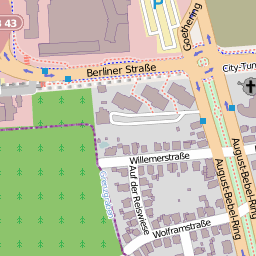 P
Goethering
B 43
Berliner Straße
City-Tun
Willemerstraße
Auf der Reiswiese
August-Bebel-Ring
August-Bebel-Ring
Wolframstraße